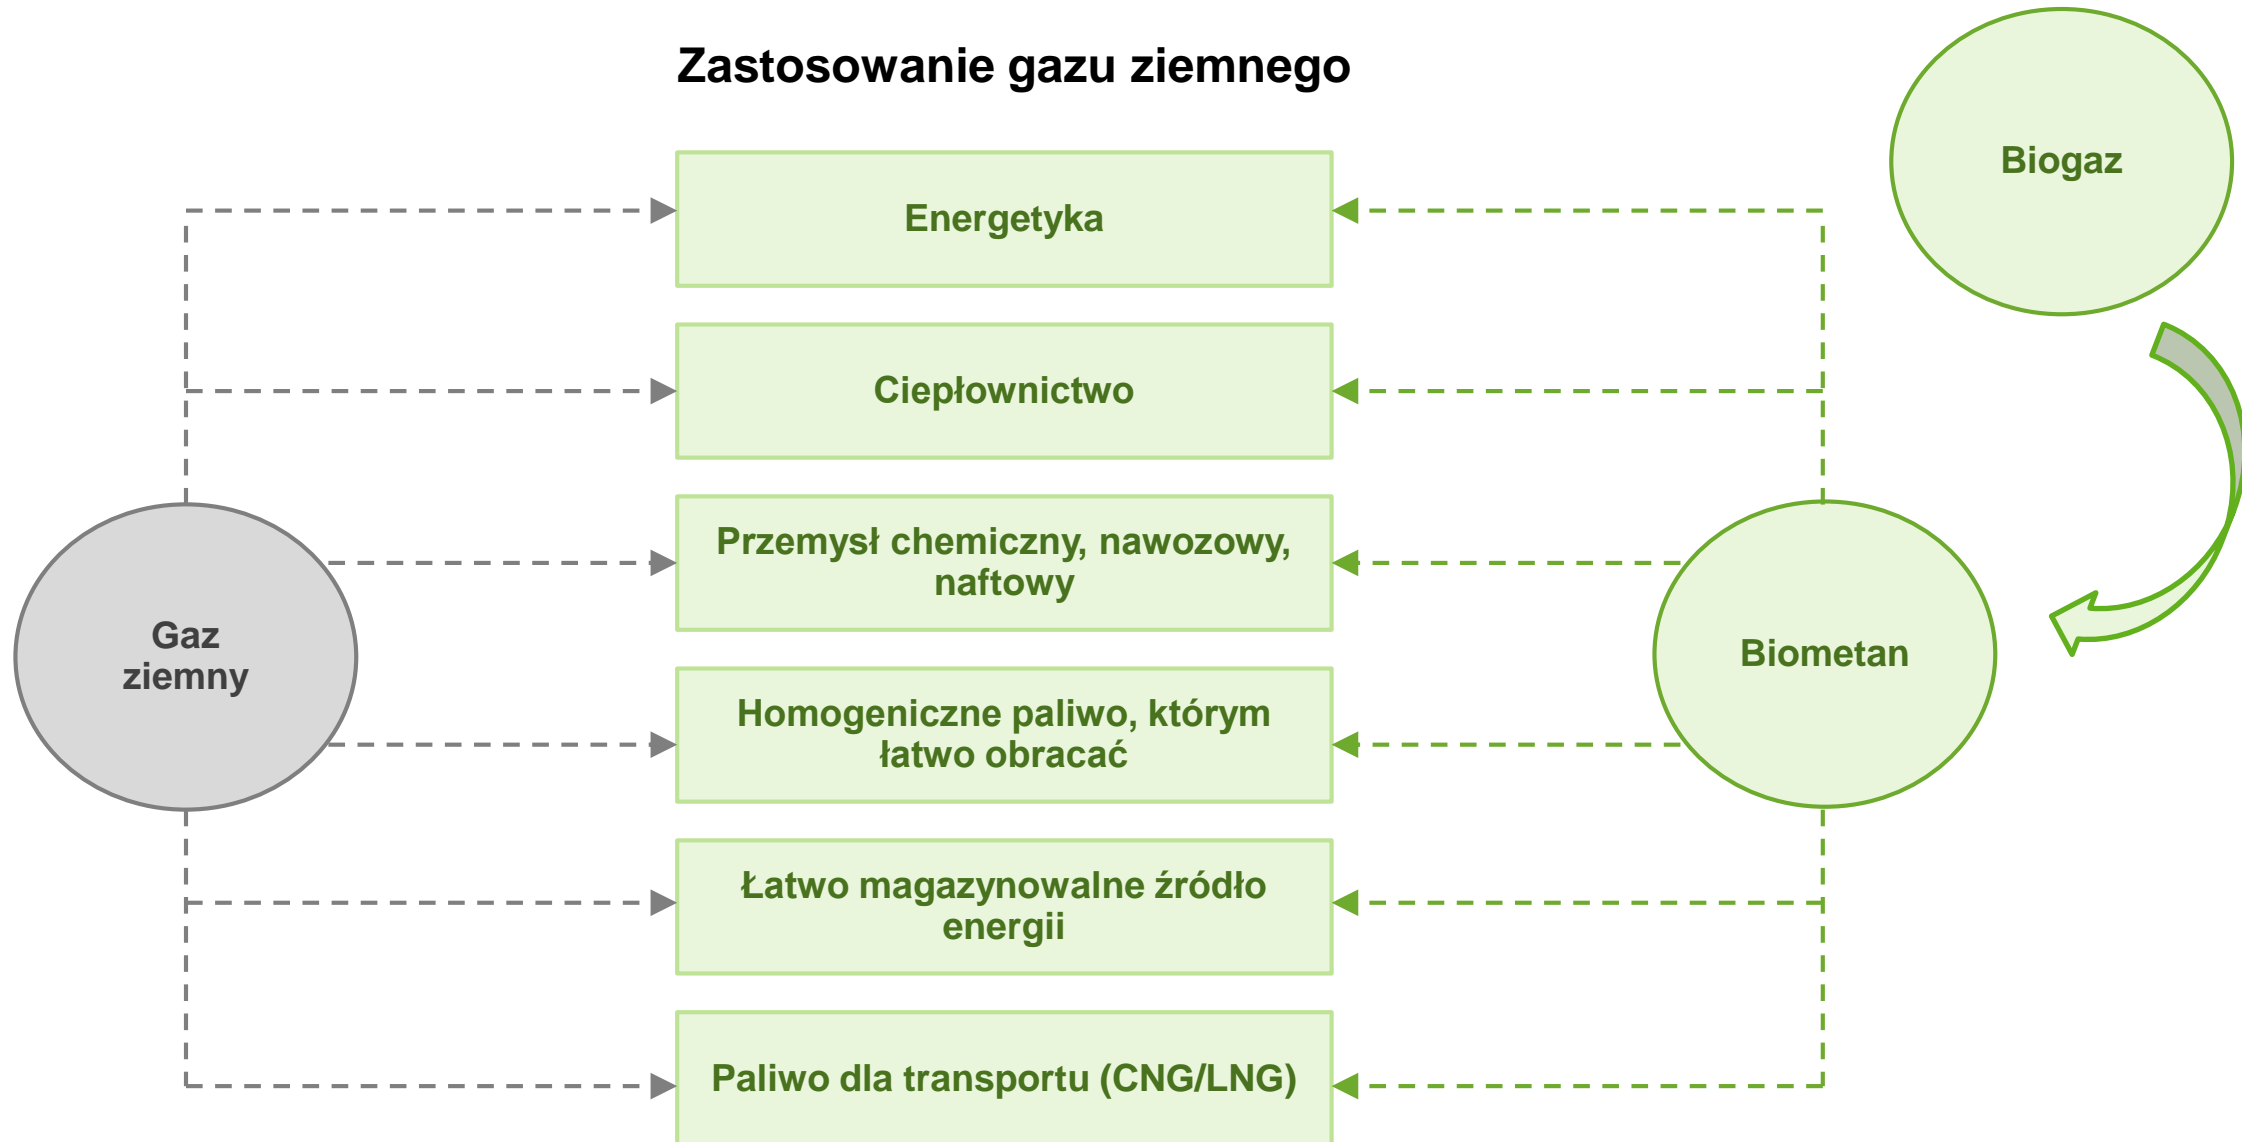 Zastosowanie gazu ziemnego
Biogaz
Energetyka
Ciepłownictwo
Przemysł chemiczny, nawozowy,
naftowy
Gaz
ziemny
Biometan
Homogeniczne paliwo, którym
łatwo obracać
Łatwo magazynowalne źródło
energii
Paliwo dla transportu (CNG/LNG)